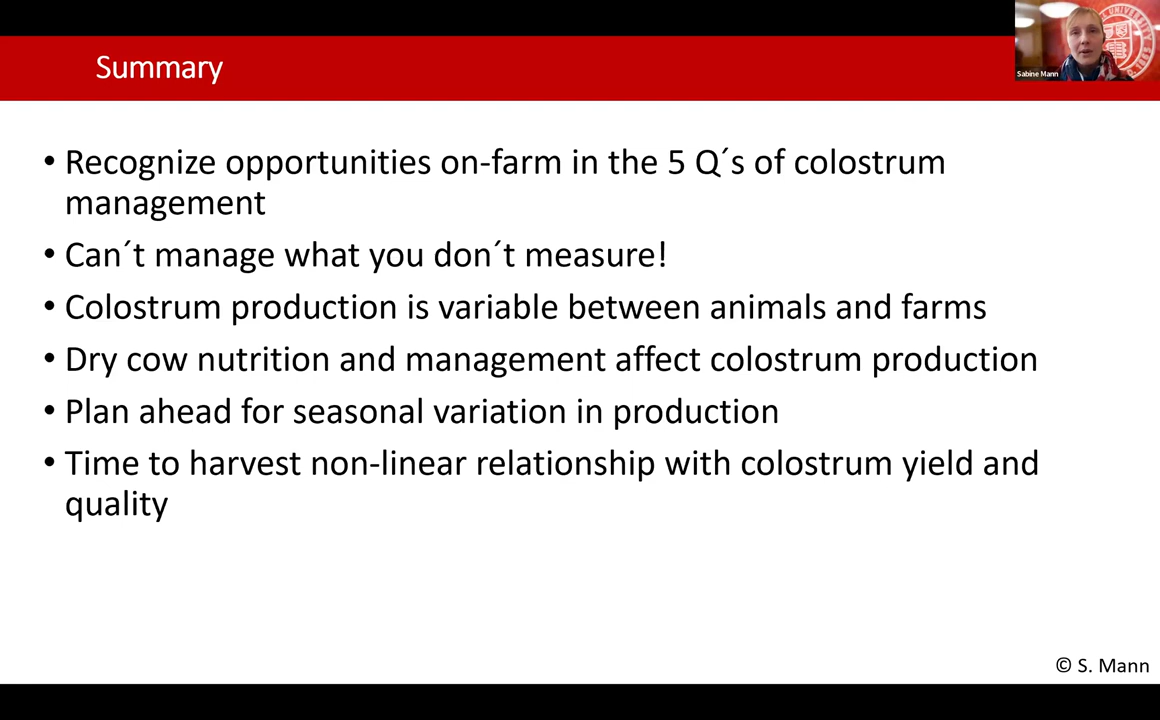 Summary
Sabine Mann
• Recognize opportunities on-farm in the 5 Q´s of colostrum
management
• Can´t manage what you don´t measure!
• Colostrum production is variable between animals and farms
• Dry cow nutrition and management affect colostrum production
• Plan ahead for seasonal variation in production
• Time to harvest non-linear relationship with colostrum yield and
quality
© S. Mann